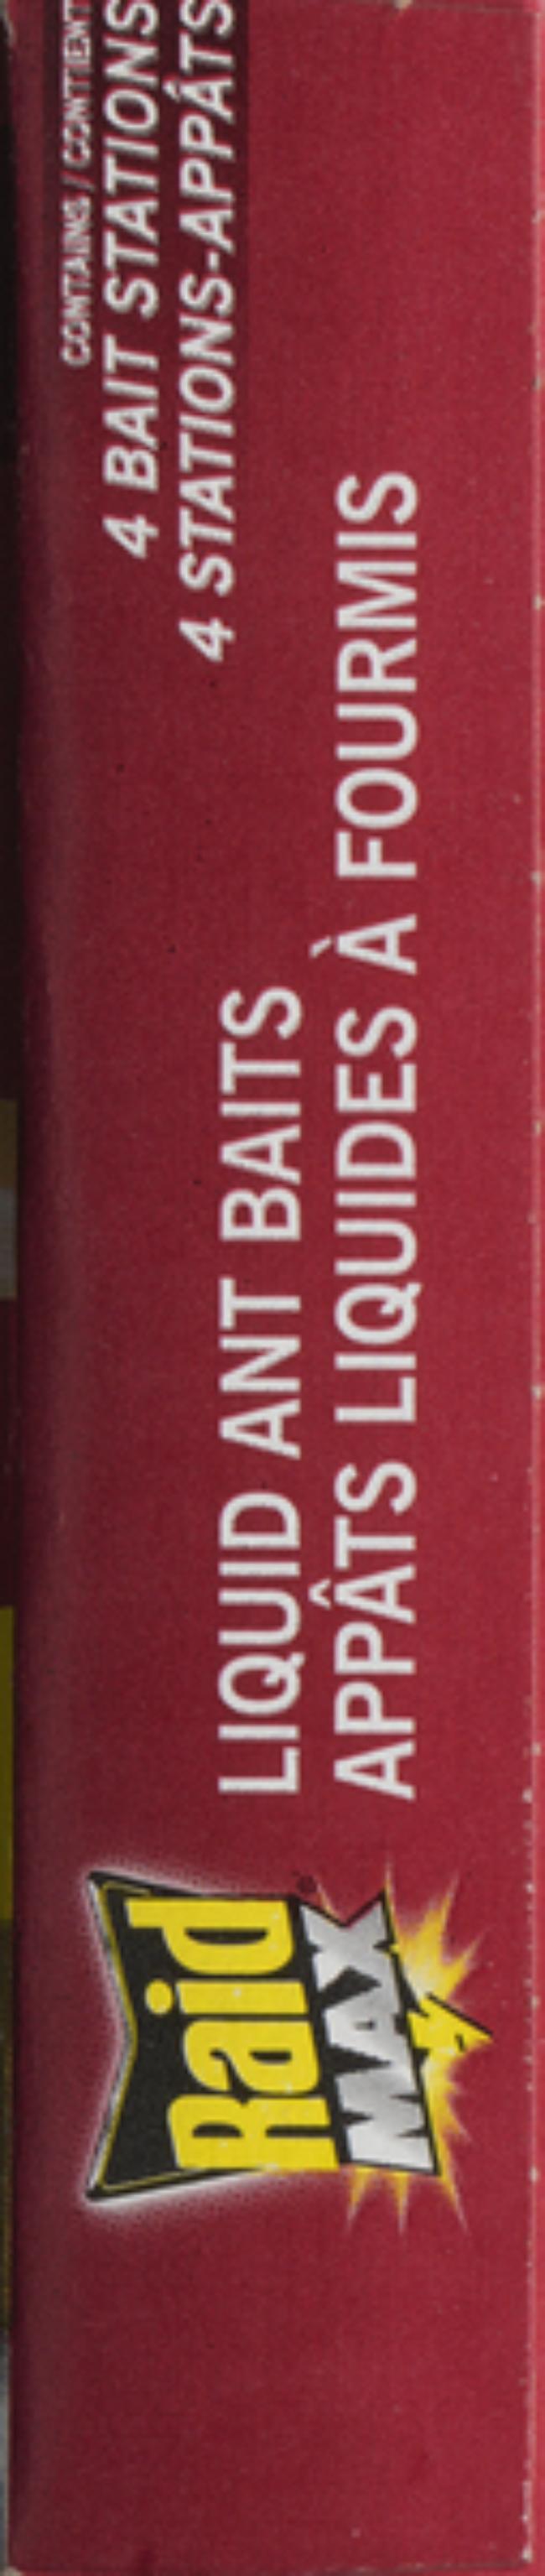 Raid®
MAX
LIQUID ANT BAITS
APPÂTS LIQUIDES À FOURMIS
CONTAINS / CONTIENT
4 BAIT STATIONS
4 STATIONS-APPÂTS